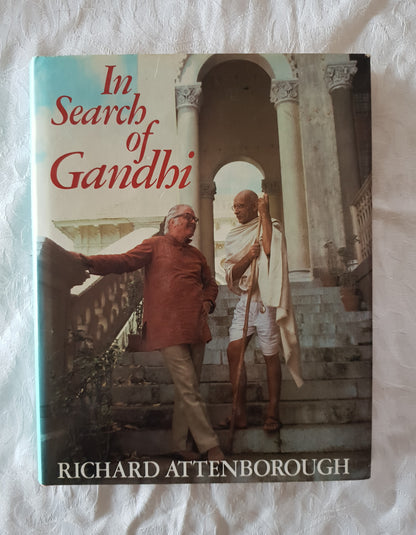 In
Search
of
Gandhi
RICHARD ATTENBOROUGH